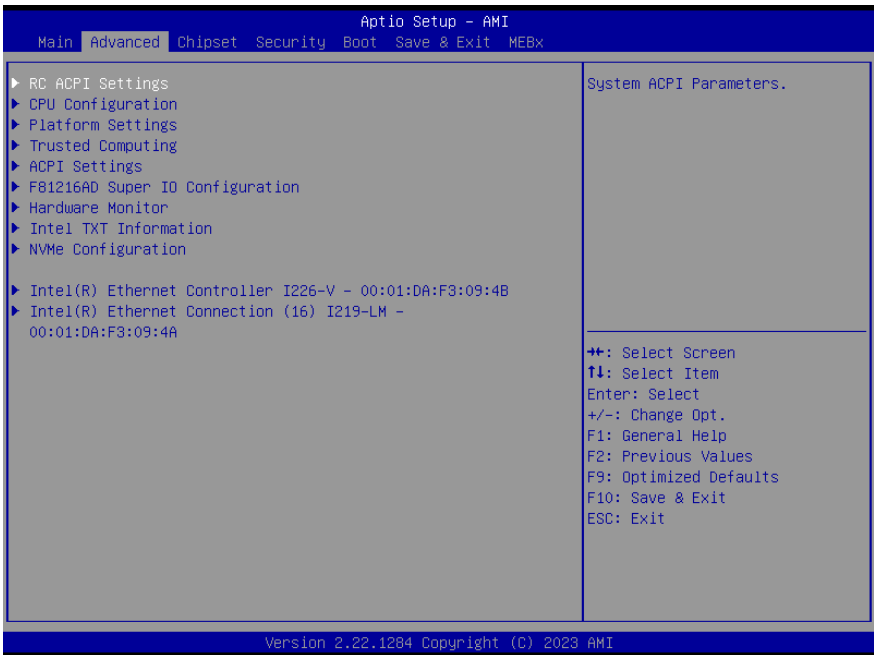 Aptio Setup – AMI
Main Advanced Chipset Security Boot Save & Exit MEBx
▶ RC ACPI Settings
▶ CPU Configuration
▶ Platform Settings
▶ Trusted Computing
▶ ACPI Settings
▶ F81216AD Super IO Configuration
▶ Hardware Monitor
▶ Intel TXT Information
▶ NVMe Configuration
▶ Intel(R) Ethernet Controller I226-V – 00:01:DA:F3:09:4B
▶ Intel(R) Ethernet Connection (16) I219-LM –
00:01:DA:F3:09:4A
System ACPI Parameters.
→←: Select Screen
↑↓: Select Item
Enter: Select
+/-: Change Opt.
F1: General Help
F2: Previous Values
F9: Optimized Defaults
F10: Save & Exit
ESC: Exit
Version 2.22.1284 Copyright (C) 2023 AMI